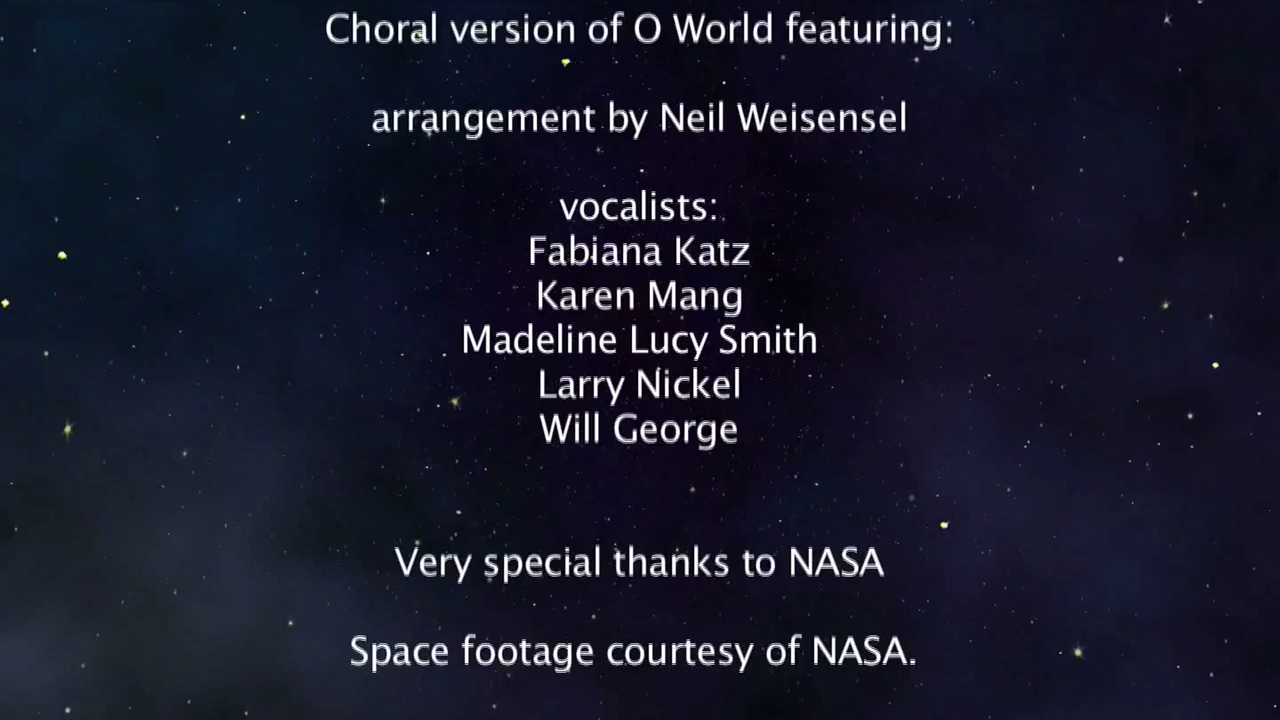 Choral version of O World featuring:
arrangement by Neil Weisensel
vocalists:
Fabiana Katz
Karen Mang
Madeline Lucy Smith
Larry Nickel
Will George
Very special thanks to NASA
Space footage courtesy of NASA.